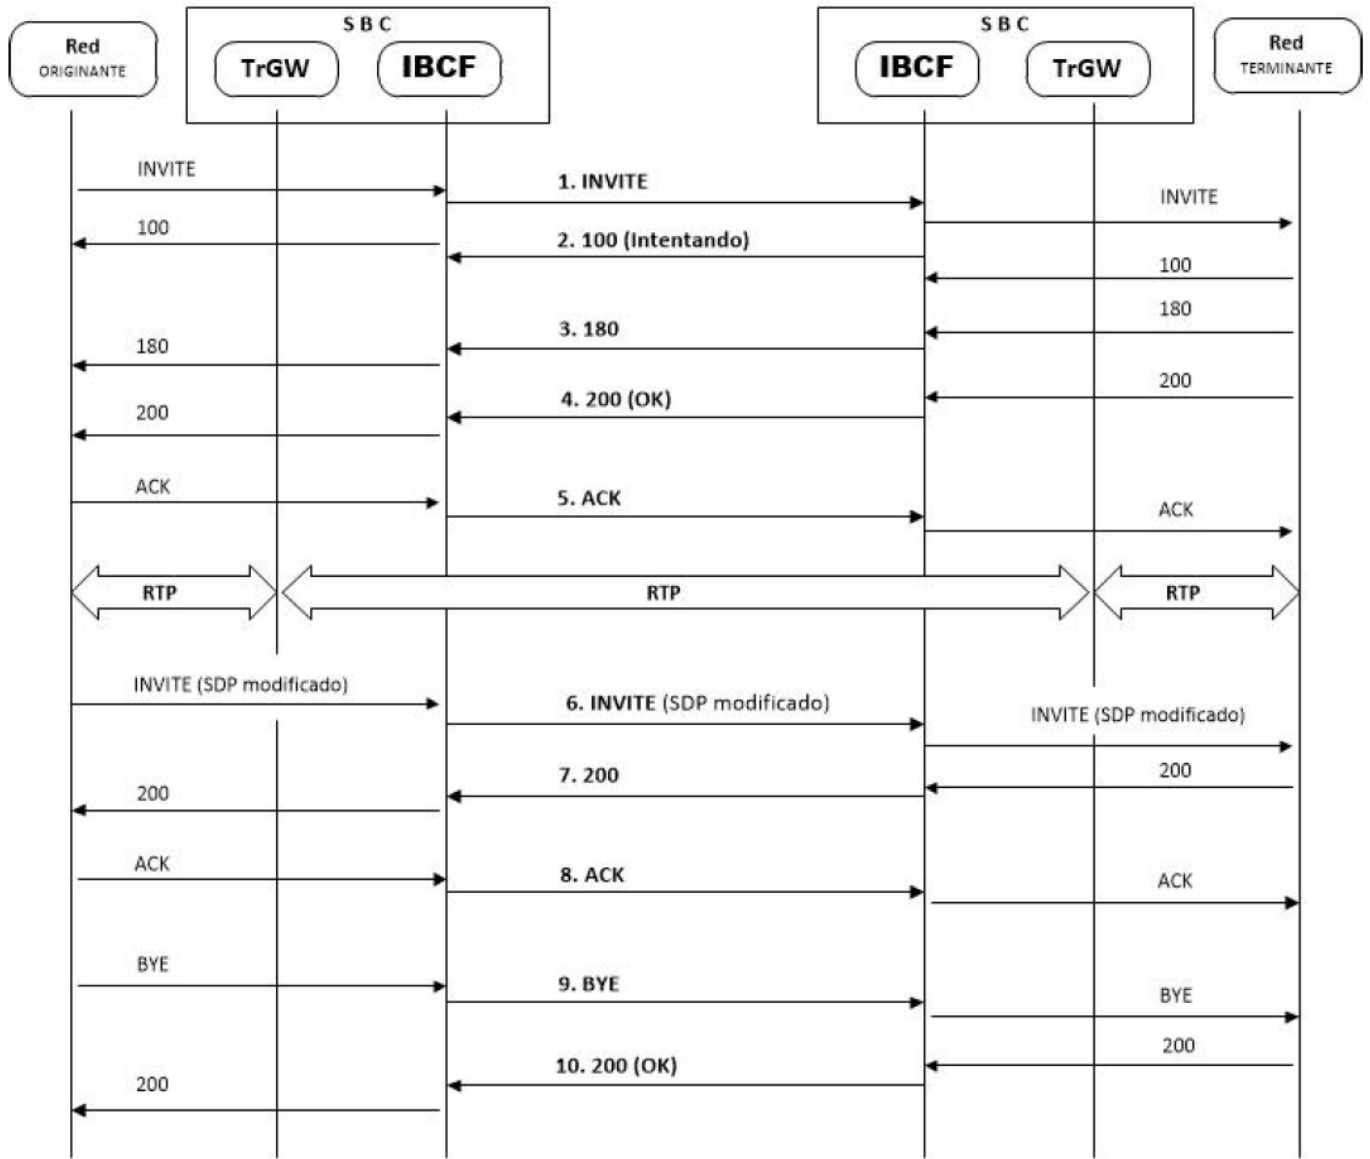 Red
ORIGINANTE
S B C
TrGW
IBCF
S B C
IBCF
TrGW
Red
TERMINANTE
INVITE
1. INVITE
INVITE
100
2. 100 (Intentando)
100
180
3. 180
180
200
4. 200 (OK)
200
ACK
5. ACK
ACK
RTP
RTP
RTP
INVITE (SDP modificado)
6. INVITE (SDP modificado)
INVITE (SDP modificado)
200
7. 200
200
ACK
8. ACK
ACK
BYE
9. BYE
BYE
200
10. 200 (OK)
200